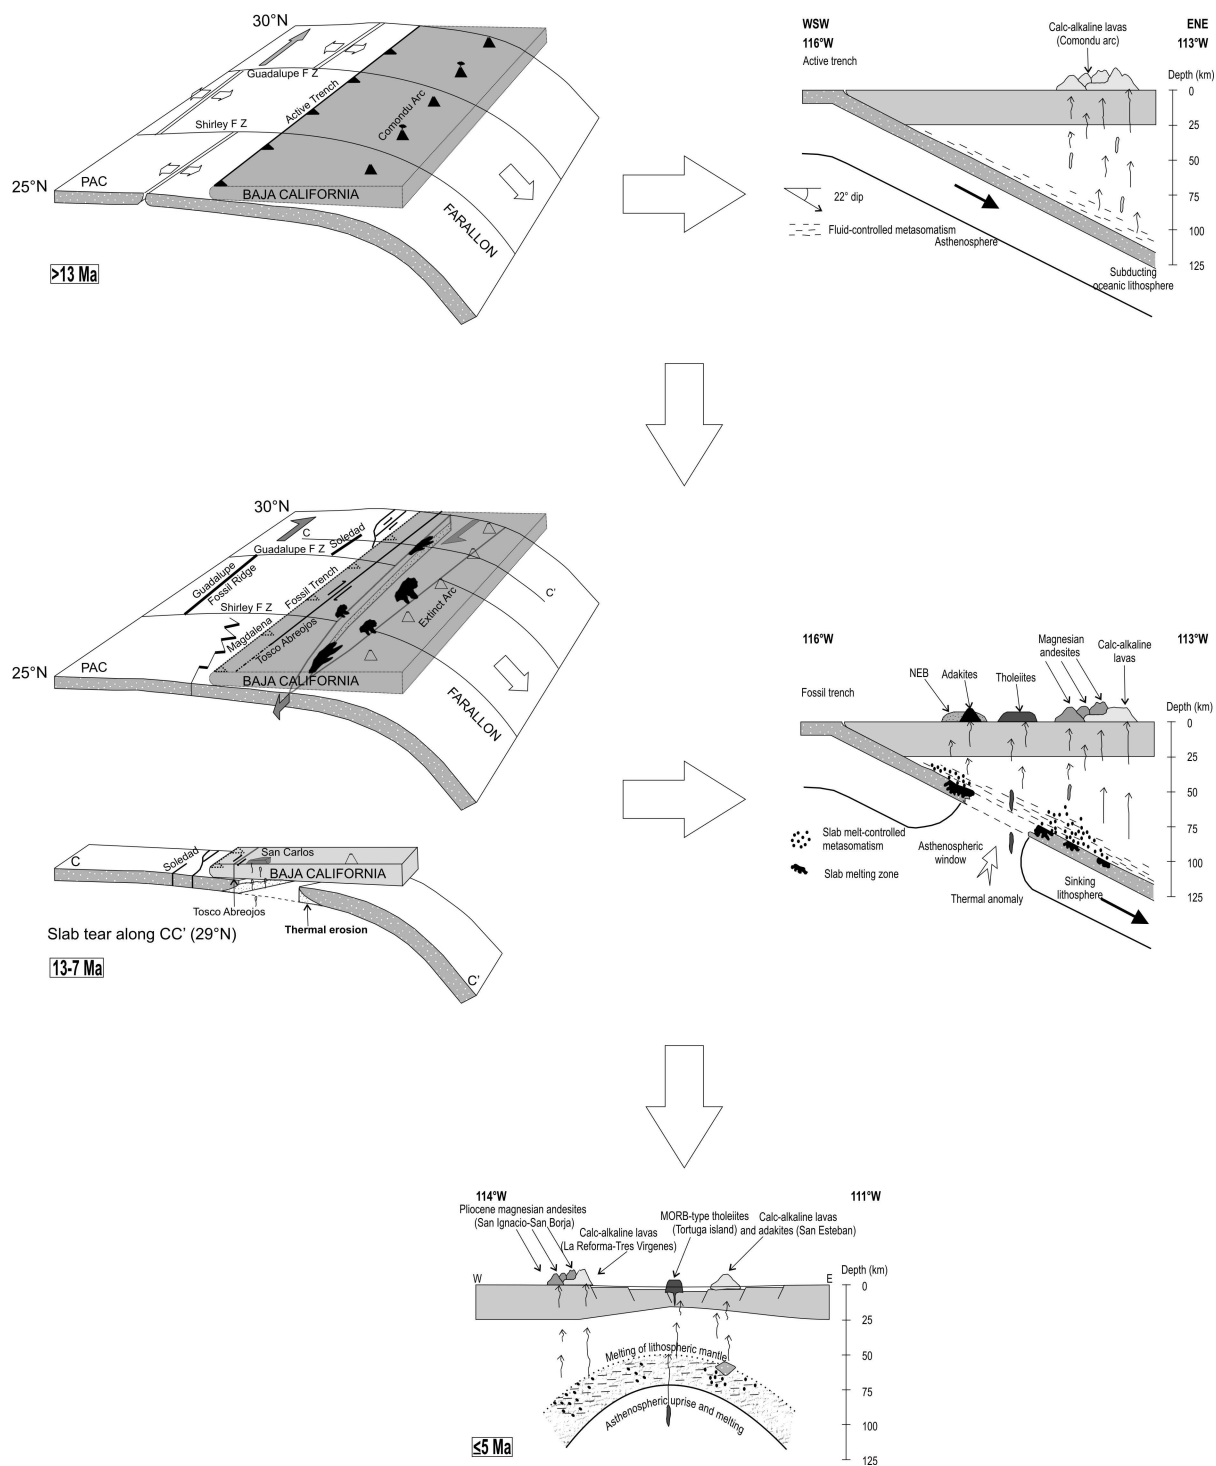 30°N
Guadalupe F Z
Active Trench
Comondu Arc
Shirley F Z
25°N
PAC
BAJA CALIFORNIA
FARALLON
>13 Ma
WSW
ENE
116°W
113°W
Calc-alkaline lavas
(Comondu arc)
Active trench
Depth (km)
0
25
50
75
100
125
22° dip
Fluid-controlled metasomatism
Asthenosphere
Subducting
oceanic lithosphere
30°N
C
Soledad
Guadalupe F Z
Guadalupe
Fossil Ridge
Fossil Trench
C'
Shirley F Z
Magdalena
Tosco Abreojos
Extinct Arc
25°N
PAC
BAJA CALIFORNIA
FARALLON
C
Soledad
San Carlos
BAJA CALIFORNIA
Tosco Abreojos
Thermal erosion
Slab tear along CC' (29°N)
C'
13-7 Ma
116°W
113°W
Magnesian
andesites
Calc-alkaline
lavas
NEB
Adakites
Tholeiites
Fossil trench
Depth (km)
0
25
50
75
100
125
Slab melt-controlled
metasomatism
Slab melting zone
Asthenospheric
window
Thermal anomaly
Sinking
lithosphere
114°W
111°W
Pliocene magnesian andesites
(San Ignacio-San Borja)
Calc-alkaline lavas
(La Reforma-Tres Virgenes)
MORB-type tholeiites
(Tortuga island)
Calc-alkaline lavas
and adakites (San Esteban)
W
E
Depth (km)
0
25
50
75
100
125
Melting of lithospheric mantle
Asthenospheric uprise and melting
≤5 Ma